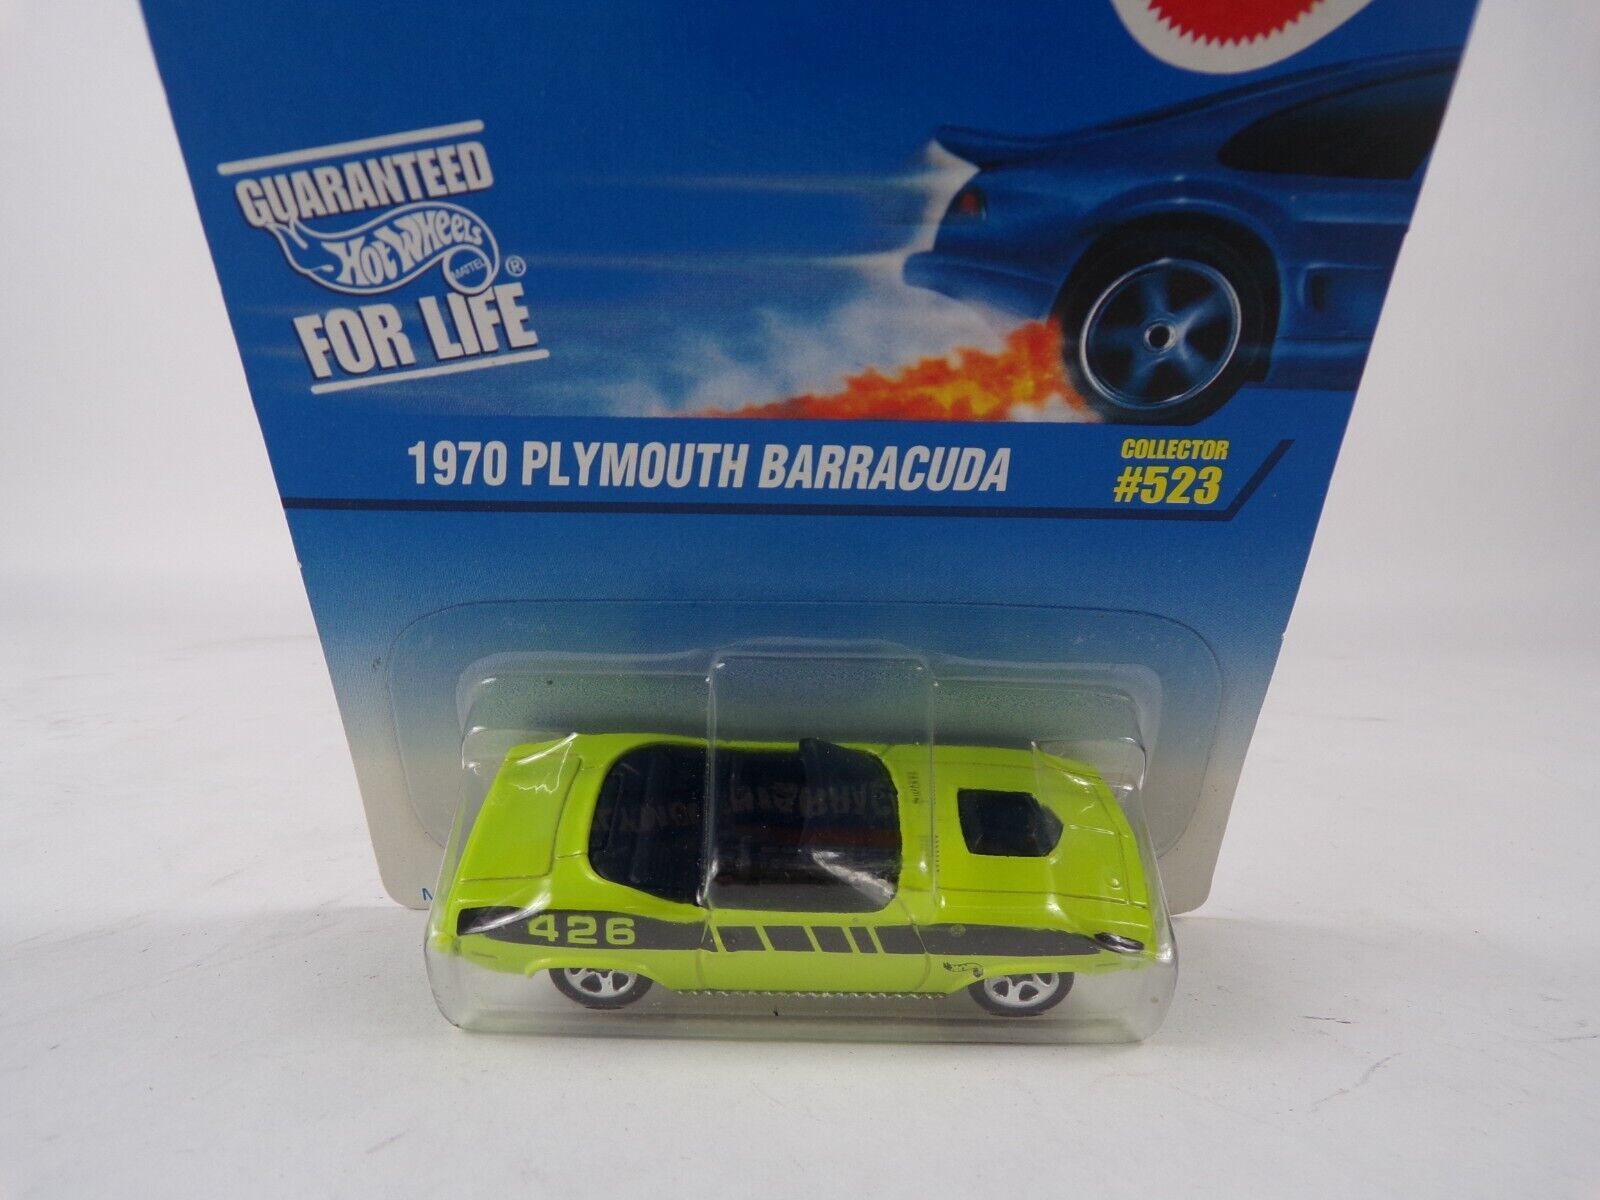 GUARANTEED
HOT WHEELS
MATTEL
®
FOR LIFE
1970 PLYMOUTH BARRACUDA
COLLECTOR
#523
426